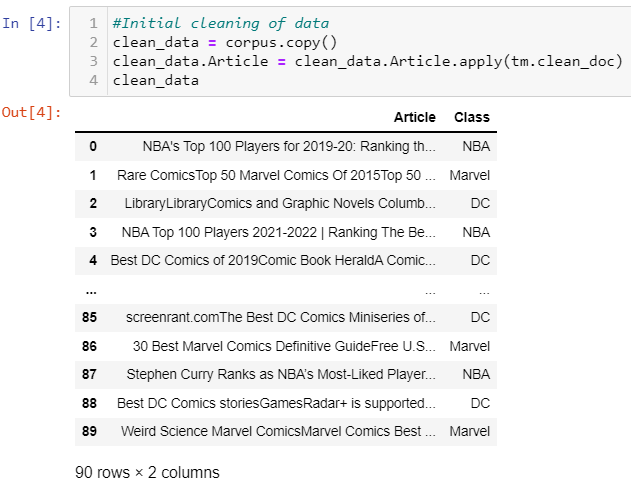 In [4]: 1 #Initial cleaning of data
2 clean_data = corpus.copy()
3 clean_data.Article = clean_data.Article.apply(tm.clean_doc)
4 clean_data
Out[4]:
Article Class
0 NBA's Top 100 Players for 2019-20: Ranking th... NBA
1 Rare ComicsTop 50 Marvel Comics Of 2015Top 50 ... Marvel
2 LibraryLibraryComics and Graphic Novels Columb... DC
3 NBA Top 100 Players 2021-2022 | Ranking The Be... NBA
4 Best DC Comics of 2019Comic Book HeraldA Comic... DC
... ... ...
85 screenrant.comThe Best DC Comics Miniseries of... DC
86 30 Best Marvel Comics Definitive GuideFree U.S... Marvel
87 Stephen Curry Ranks as NBA's Most-Liked Player... NBA
88 Best DC Comics storiesGamesRadar+ is supported... DC
89 Weird Science Marvel ComicsMarvel Comics Best ... Marvel
90 rows × 2 columns